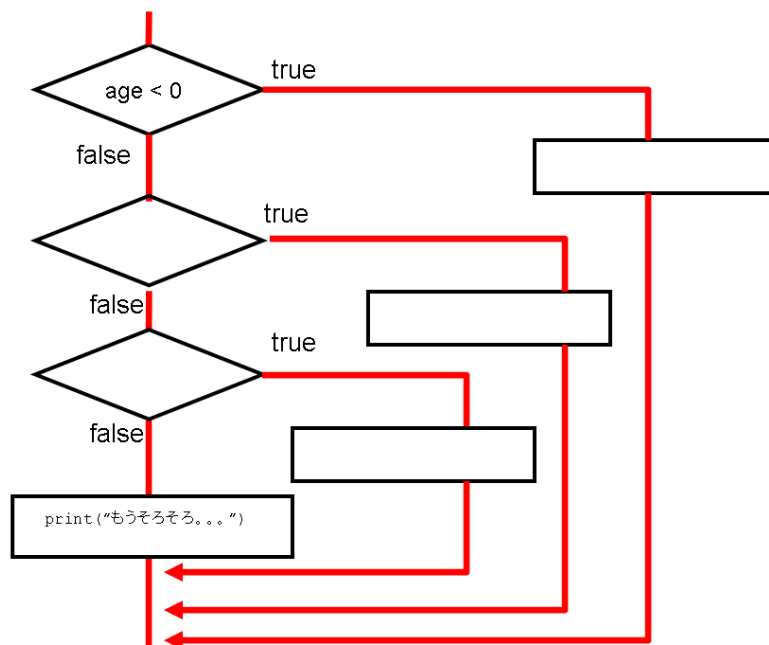 age < 0
true
false
true
false
true
false
print("もうそろそろ。。。")